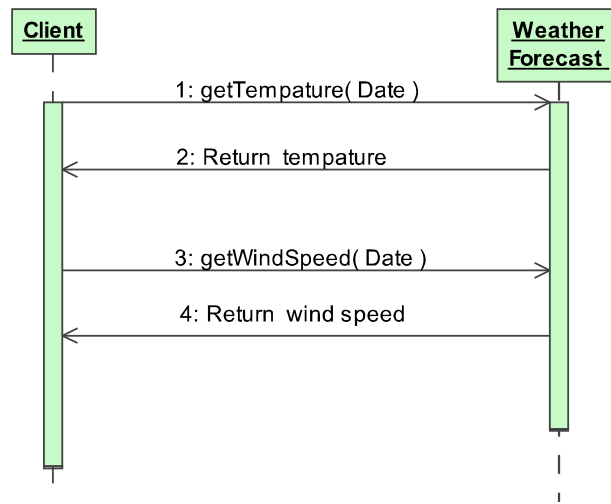 Client
Weather
Forecast
1: getTempature( Date )
2: Return tempature
3: getWindSpeed( Date )
4: Return wind speed